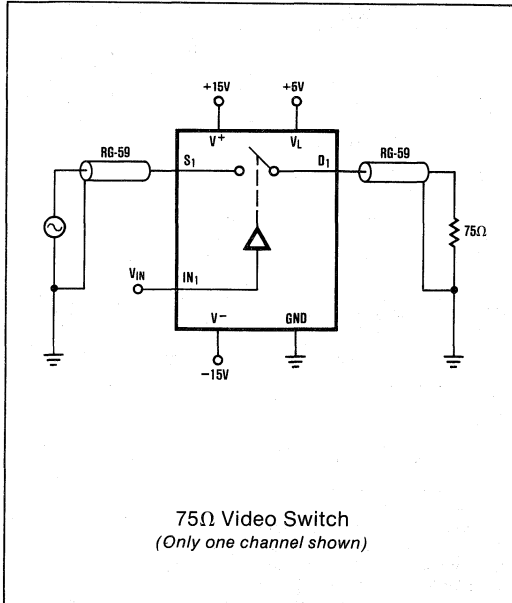 +15V
+5V
V+
VL
RG-59
S1
D1
RG-59
75Ω
VIN
IN1
V−
GND
−15V
75Ω Video Switch
(Only one channel shown)